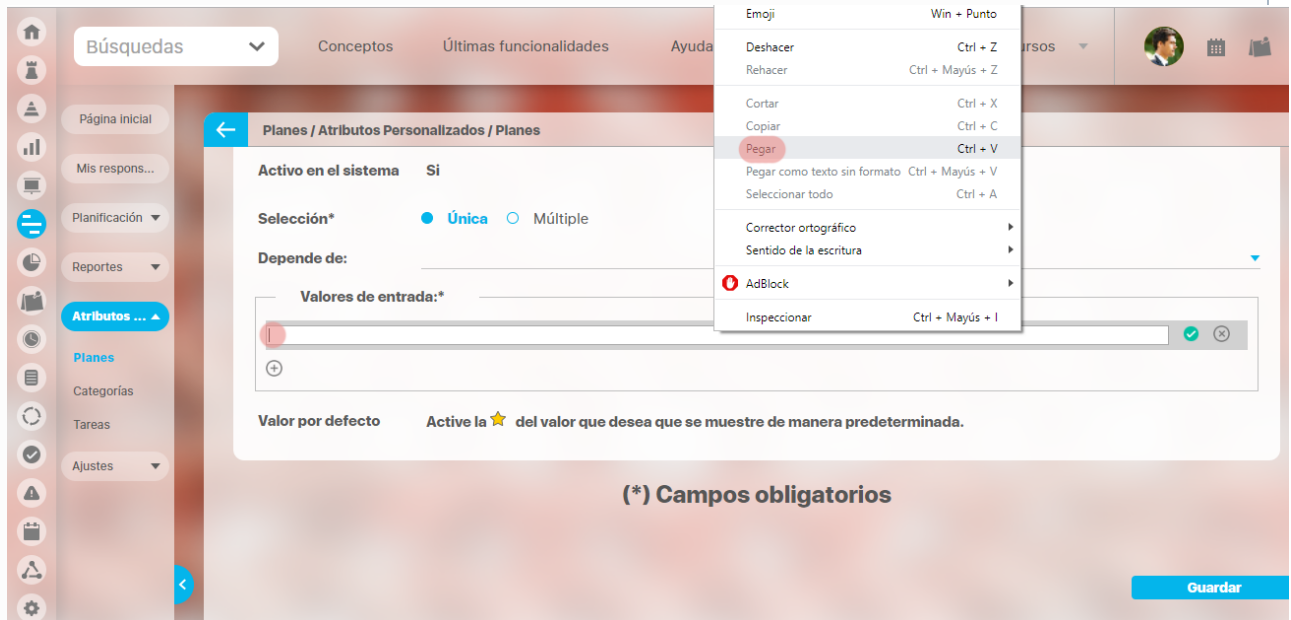 Búsquedas
Conceptos
Últimas funcionalidades
Ayuda
Página inicial
Mis respons...
Planificación
Reportes
Atributos ...
Planes
Categorías
Tareas
Ajustes
Planes / Atributos Personalizados / Planes
Activo en el sistema Si
Selección* Única Múltiple
Depende de:
Valores de entrada:*
Valor por defecto Active la del valor que desea que se muestre de manera predeterminada.
(*) Campos obligatorios
Guardar
Emoji Win + Punto
Deshacer Ctrl + Z
Rehacer Ctrl + Mayús + Z
Cortar Ctrl + X
Copiar Ctrl + C
Pegar Ctrl + V
Pegar como texto sin formato Ctrl + Mayús + V
Seleccionar todo Ctrl + A
Corrector ortográfico
Sentido de la escritura
AdBlock
Inspeccionar Ctrl + Mayús + I